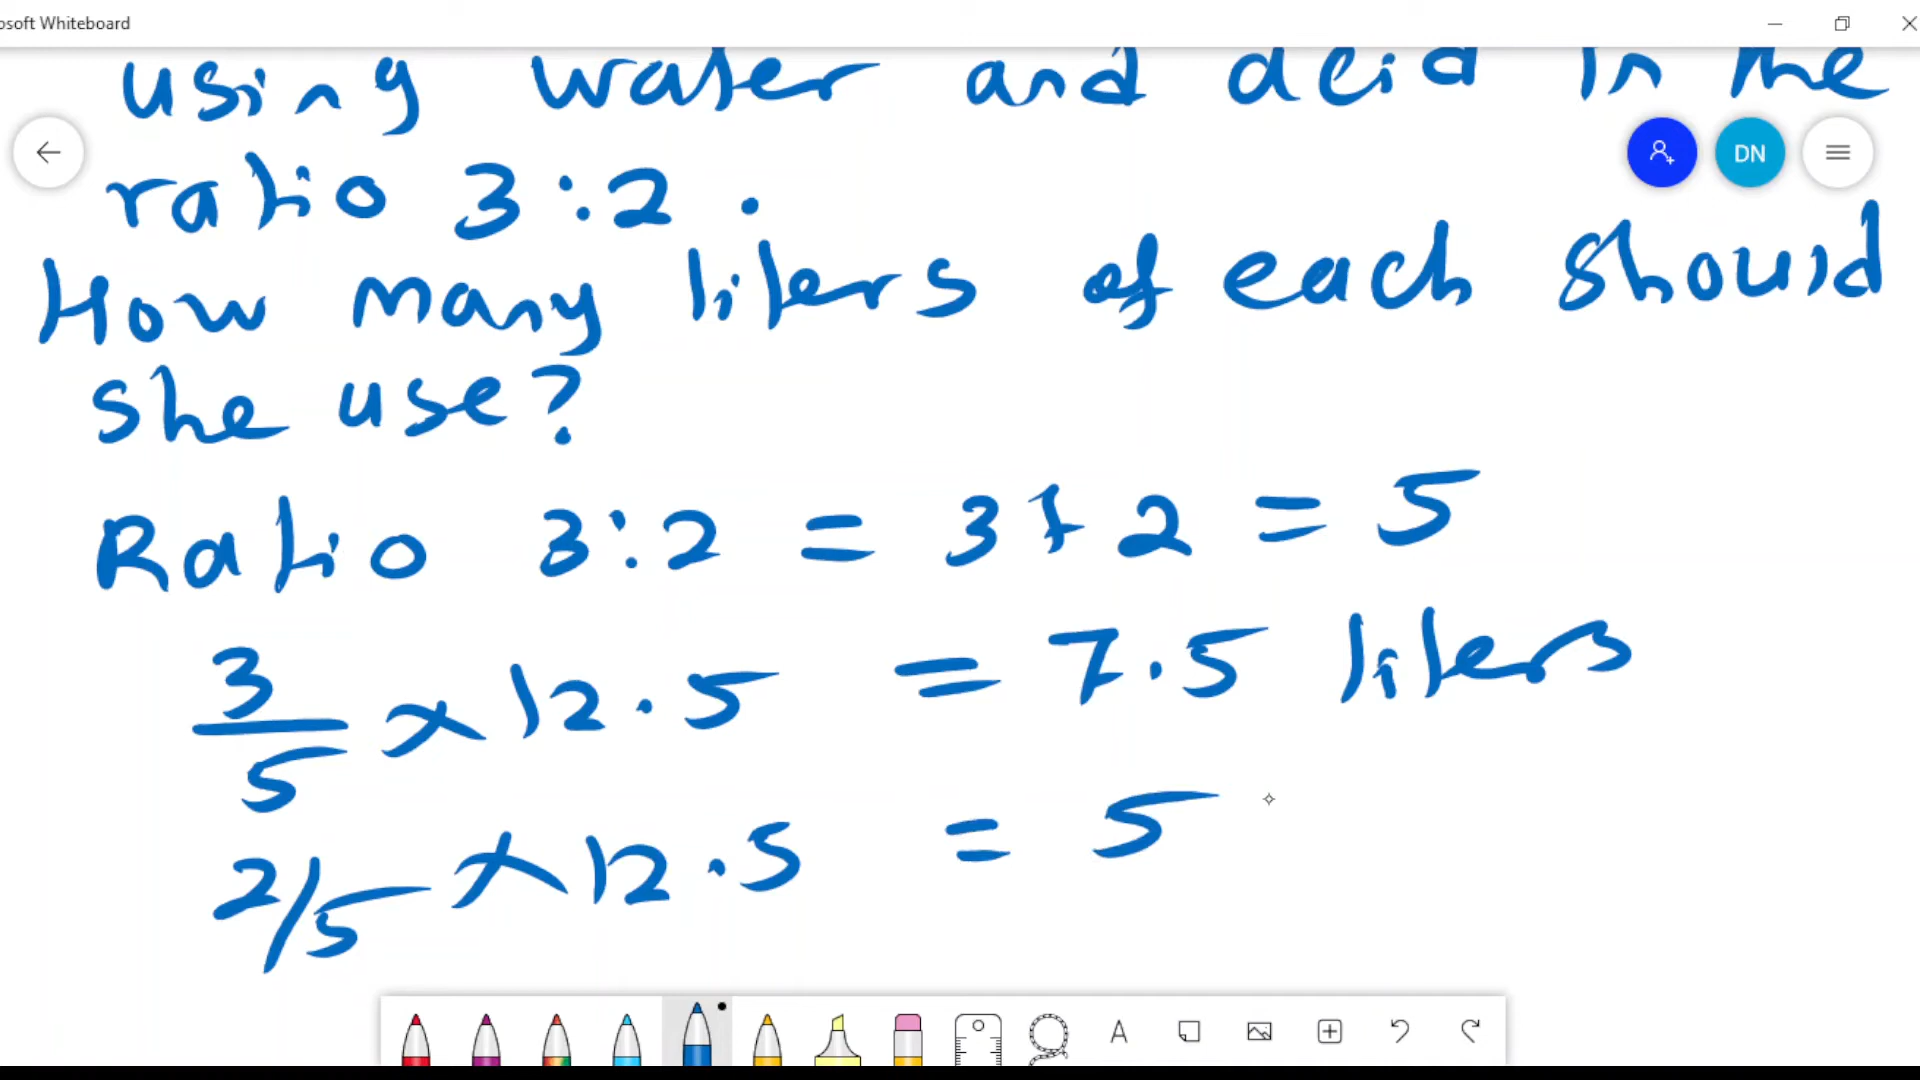 osoft Whiteboard
using water and acid in the
ratio 3:2.
DN
How many liters of each should
she use?
Ratio 3:2 = 3+2 = 5
3/5 × 12.5 = 7.5 liters
2/5 × 12.5 = 5
A